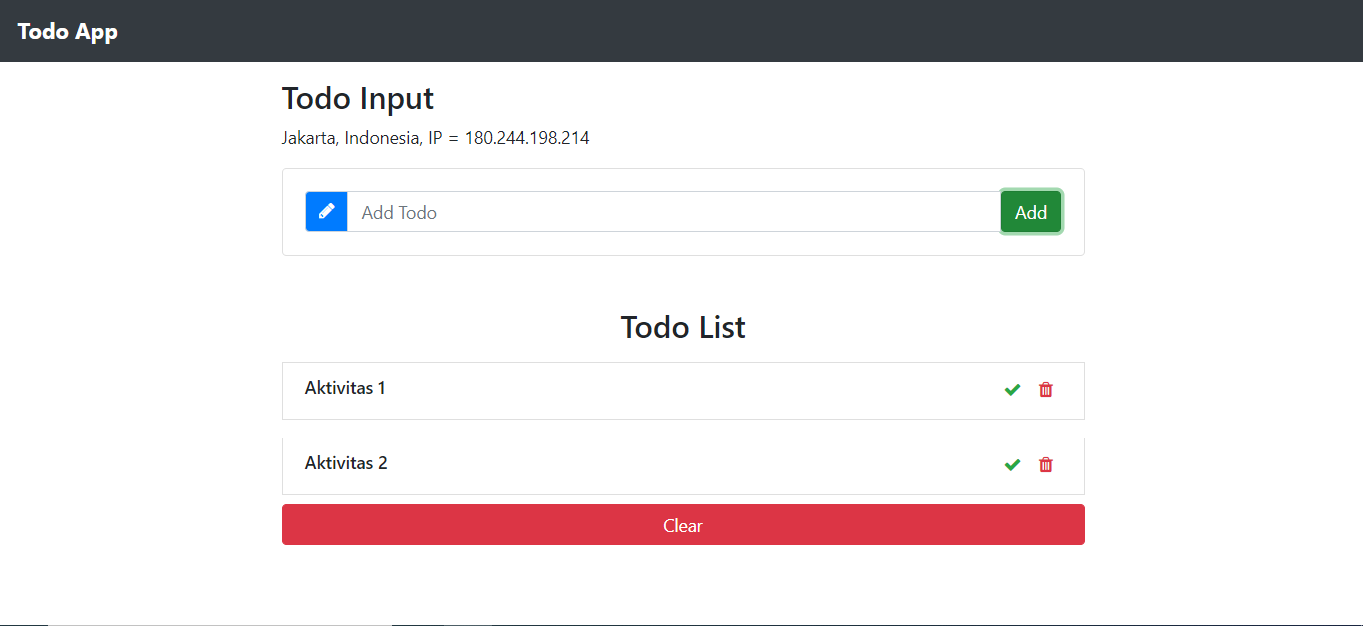 Todo App
Todo Input
Jakarta, Indonesia, IP = 180.244.198.214
Add Todo
Add
Todo List
Aktivitas 1
Aktivitas 2
Clear